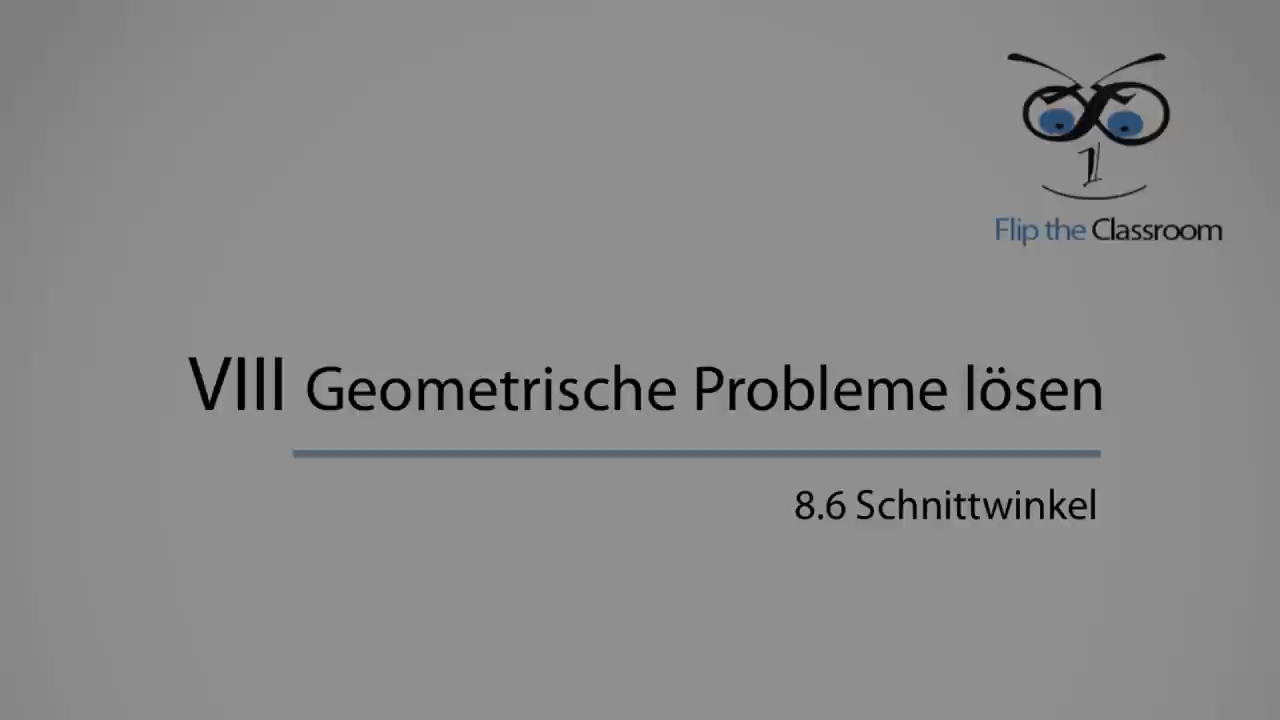 Flip the Classroom
VIII Geometrische Probleme lösen
8.6 Schnittwinkel